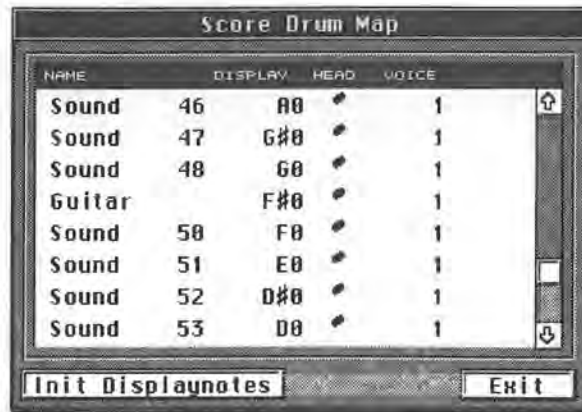 Score Drum Map
NAME DISPLAY HEAD VOICE
Sound 46 A0 1
Sound 47 G#0 1
Sound 48 G0 1
Guitar F#0 1
Sound 50 F0 1
Sound 51 E0 1
Sound 52 D#0 1
Sound 53 D0 1
Init Displaynotes Exit